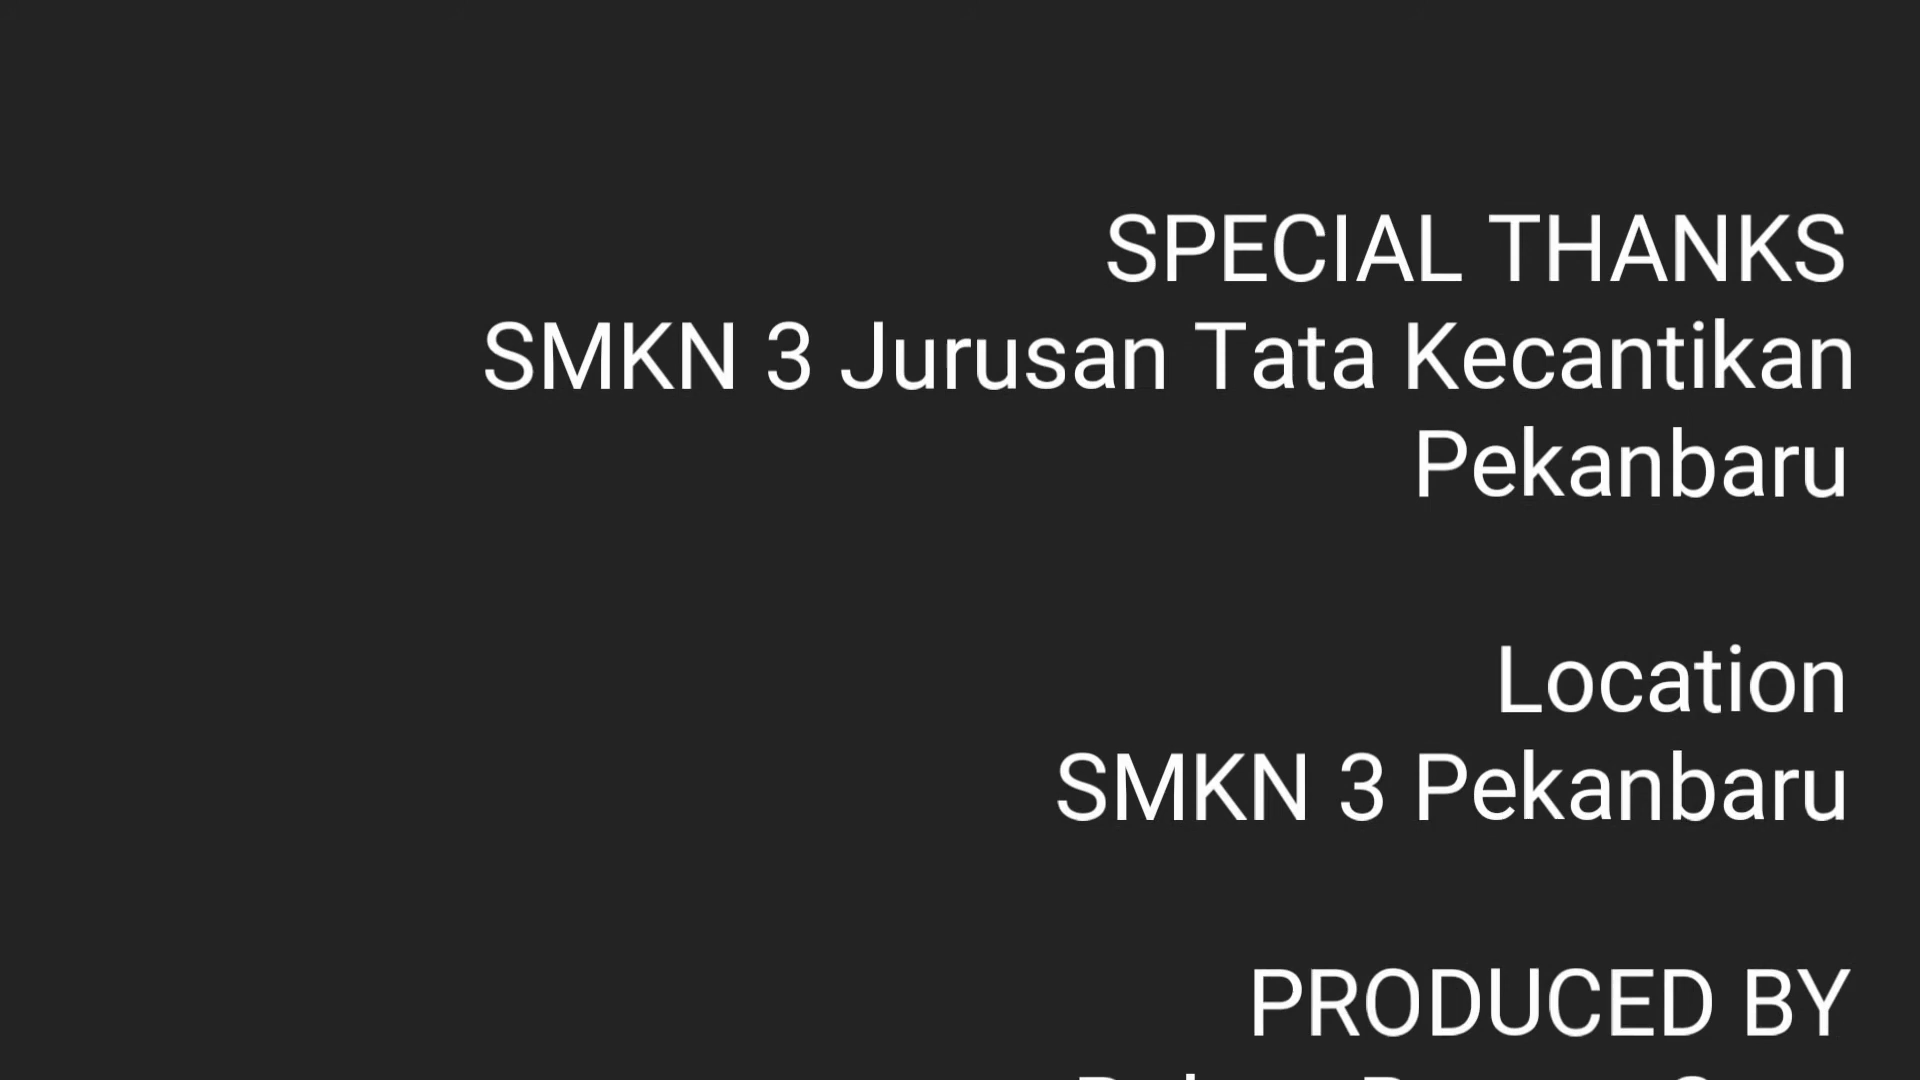 SPECIAL THANKS
SMKN 3 Jurusan Tata Kecantikan
Pekanbaru
Location
SMKN 3 Pekanbaru
PRODUCED BY